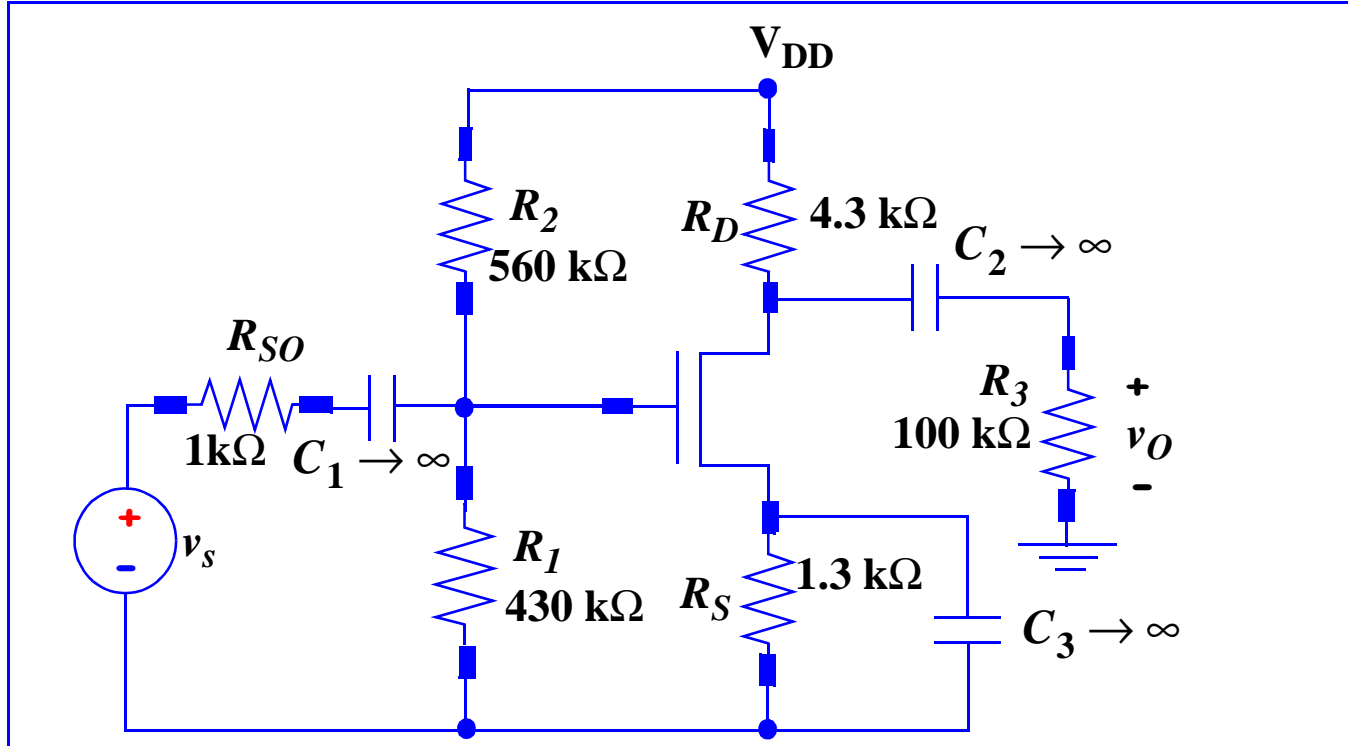 V_DD
R_2
560 kΩ
R_D
4.3 kΩ
C_2 → ∞
R_SO
1kΩ
C_1 → ∞
R_3
100 kΩ
+
v_O
-
+
-
v_s
R_1
430 kΩ
R_S
1.3 kΩ
C_3 → ∞